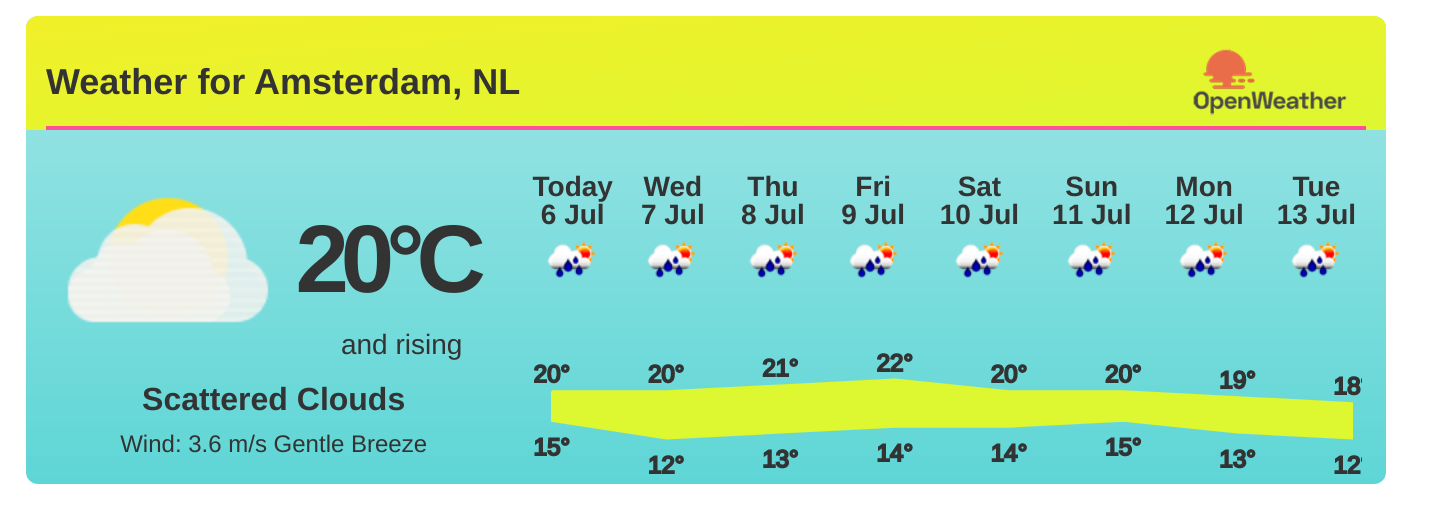 Weather for Amsterdam, NL
OpenWeather
20°C
and rising
Scattered Clouds
Wind: 3.6 m/s Gentle Breeze
Today Wed Thu Fri Sat Sun Mon Tue
6 Jul 7 Jul 8 Jul 9 Jul 10 Jul 11 Jul 12 Jul 13 Jul
20° 20° 21° 22° 20° 20° 19° 18°
15° 12° 13° 14° 14° 15° 13° 12°